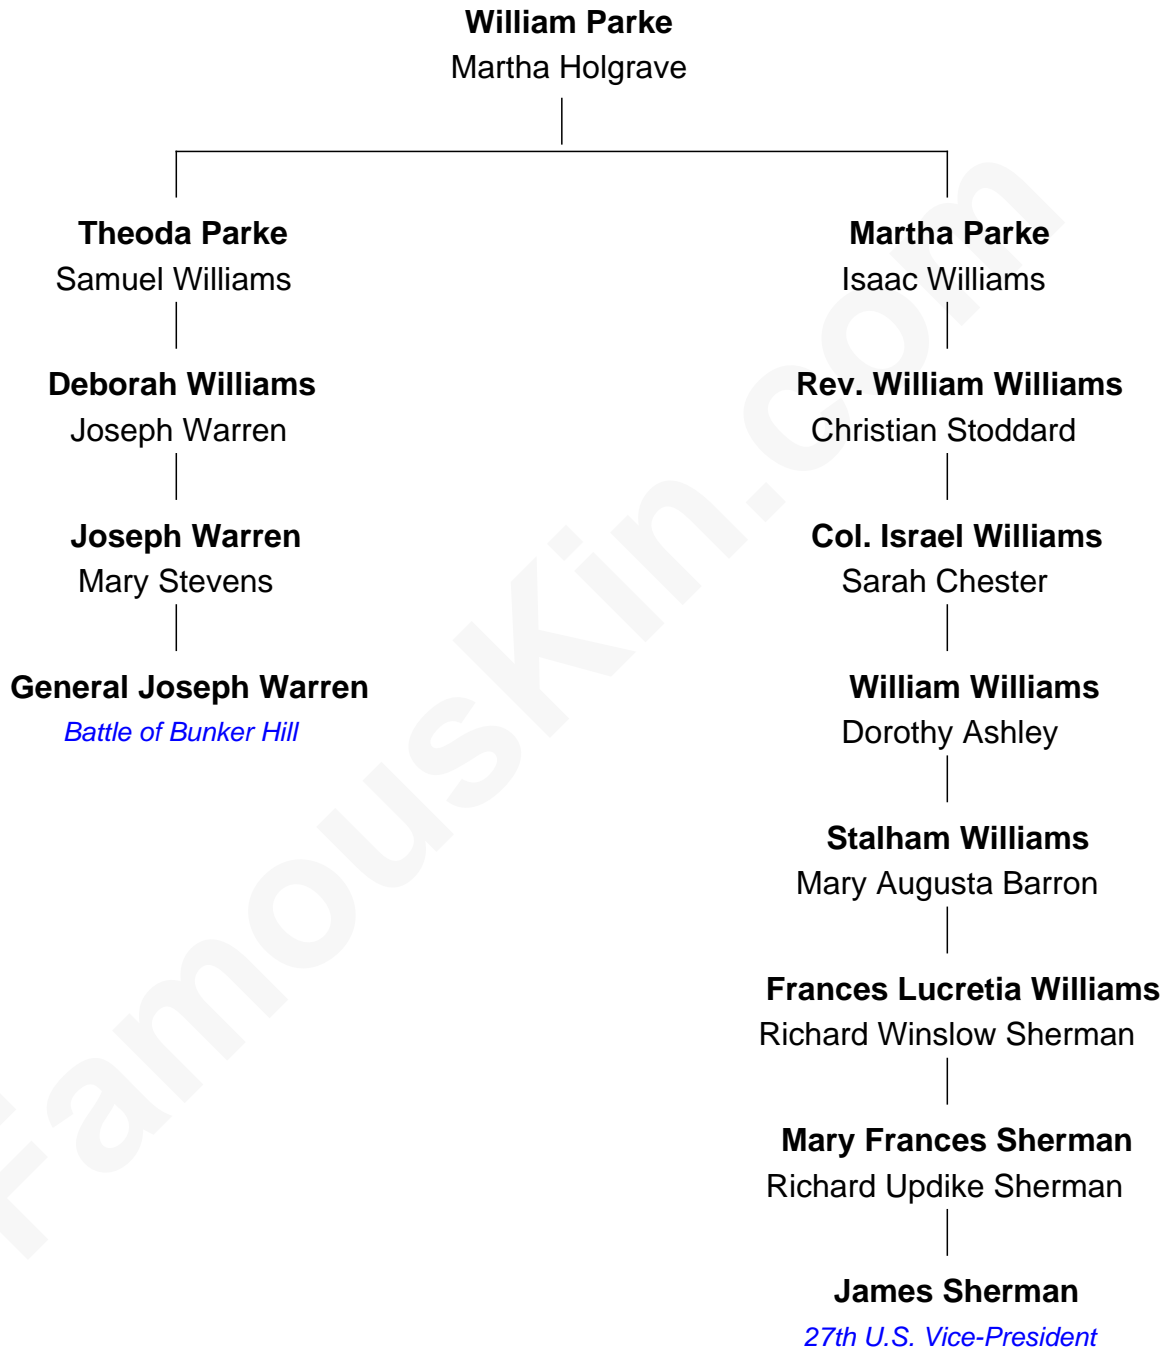 William Parke
Martha Holgrave
Theoda Parke
Samuel Williams
Deborah Williams
Joseph Warren
Joseph Warren
Mary Stevens
General Joseph Warren
Battle of Bunker Hill
Martha Parke
Isaac Williams
Rev. William Williams
Christian Stoddard
Col. Israel Williams
Sarah Chester
William Williams
Dorothy Ashley
Stalham Williams
Mary Augusta Barron
Frances Lucretia Williams
Richard Winslow Sherman
Mary Frances Sherman
Richard Updike Sherman
James Sherman
27th U.S. Vice-President
FamousKin.com